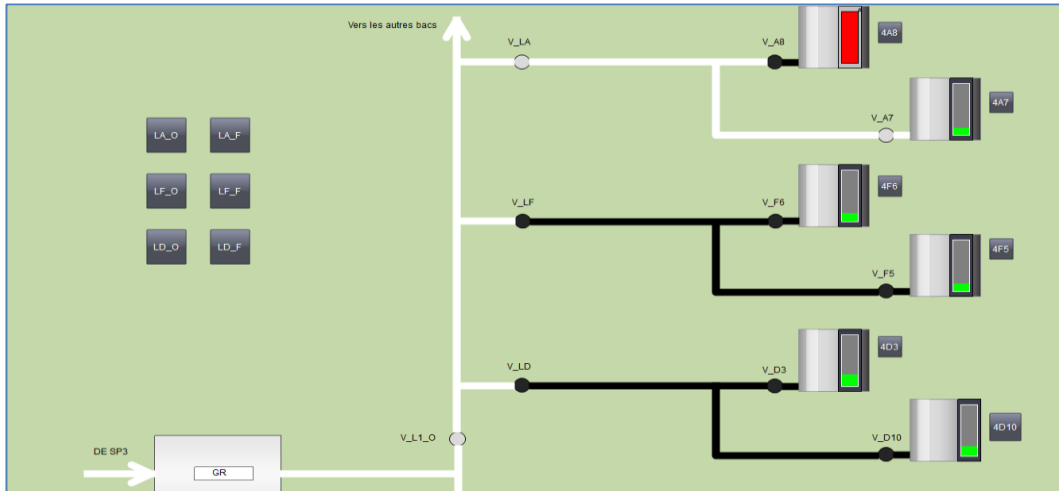 Vers les autres bacs
V_LA
V_A8
4A8
4A7
V_A7
LA_O
LA_F
LF_O
LF_F
LD_O
LD_F
V_LF
V_F6
4F6
4F5
V_F5
V_LD
V_D3
4D3
4D10
V_D10
V_L1_O
DE SP3
GR